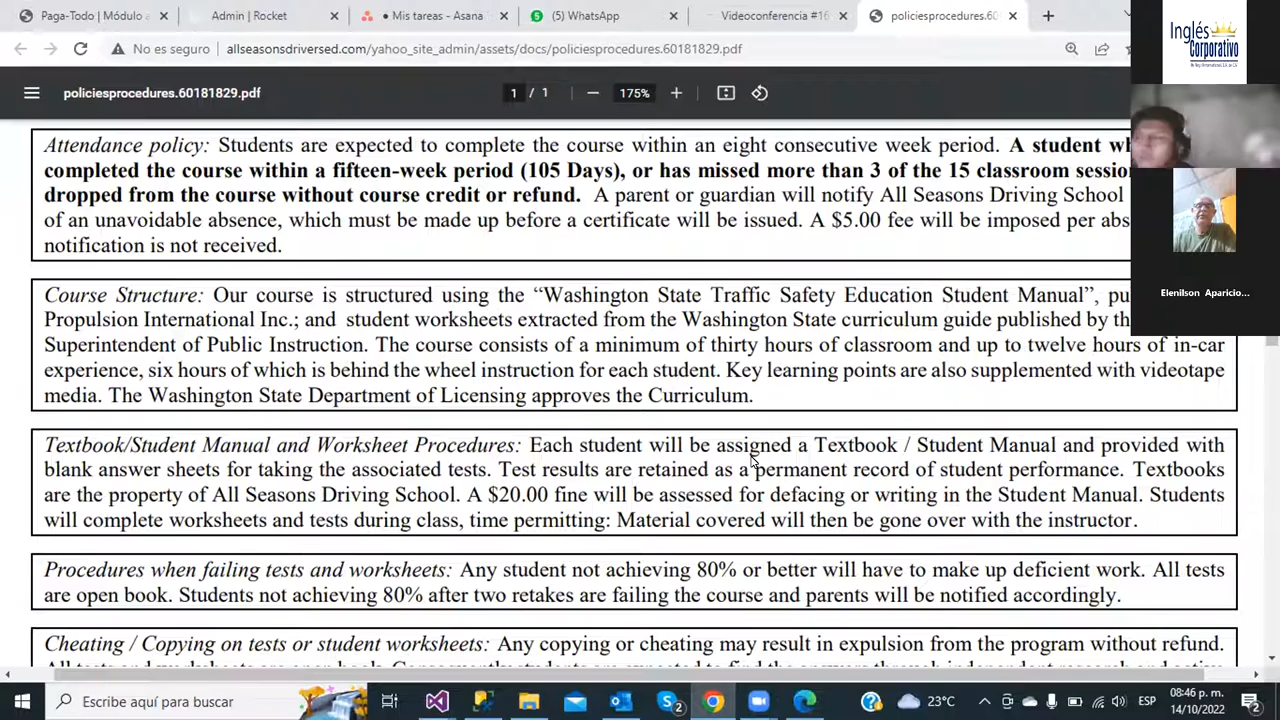 Paga-Todo | Módulo a
Admin | Rocket
• Mis tareas - Asana
(5) WhatsApp
Videoconferencia #16
policiesprocedures.60
No es seguro
allseasonsdriversed.com/yahoo_site_admin/assets/docs/policiesprocedures.60181829.pdf
policiesprocedures.60181829.pdf
1 / 1
175%
Inglés
Corporativo
Attendance policy: Students are expected to complete the course within an eight consecutive week period. A student wh
completed the course within a fifteen-week period (105 Days), or has missed more than 3 of the 15 classroom session
dropped from the course without course credit or refund. A parent or guardian will notify All Seasons Driving School
of an unavoidable absence, which must be made up before a certificate will be issued. A $5.00 fee will be imposed per abs
notification is not received.
Elenilson Aparicio...
Course Structure: Our course is structured using the “Washington State Traffic Safety Education Student Manual”, pu
Propulsion International Inc.; and student worksheets extracted from the Washington State curriculum guide published by th
Superintendent of Public Instruction. The course consists of a minimum of thirty hours of classroom and up to twelve hours of in-car
experience, six hours of which is behind the wheel instruction for each student. Key learning points are also supplemented with videotape
media. The Washington State Department of Licensing approves the Curriculum.
Textbook/Student Manual and Worksheet Procedures: Each student will be assigned a Textbook / Student Manual and provided with
blank answer sheets for taking the associated tests. Test results are retained as a permanent record of student performance. Textbooks
are the property of All Seasons Driving School. A $20.00 fine will be assessed for defacing or writing in the Student Manual. Students
will complete worksheets and tests during class, time permitting: Material covered will then be gone over with the instructor.
Procedures when failing tests and worksheets: Any student not achieving 80% or better will have to make up deficient work. All tests
are open book. Students not achieving 80% after two retakes are failing the course and parents will be notified accordingly.
Cheating / Copying on tests or student worksheets: Any copying or cheating may result in expulsion from the program without refund.
Escribe aquí para buscar
2
23°C
ESP
08:46 p. m.
14/10/2022
2